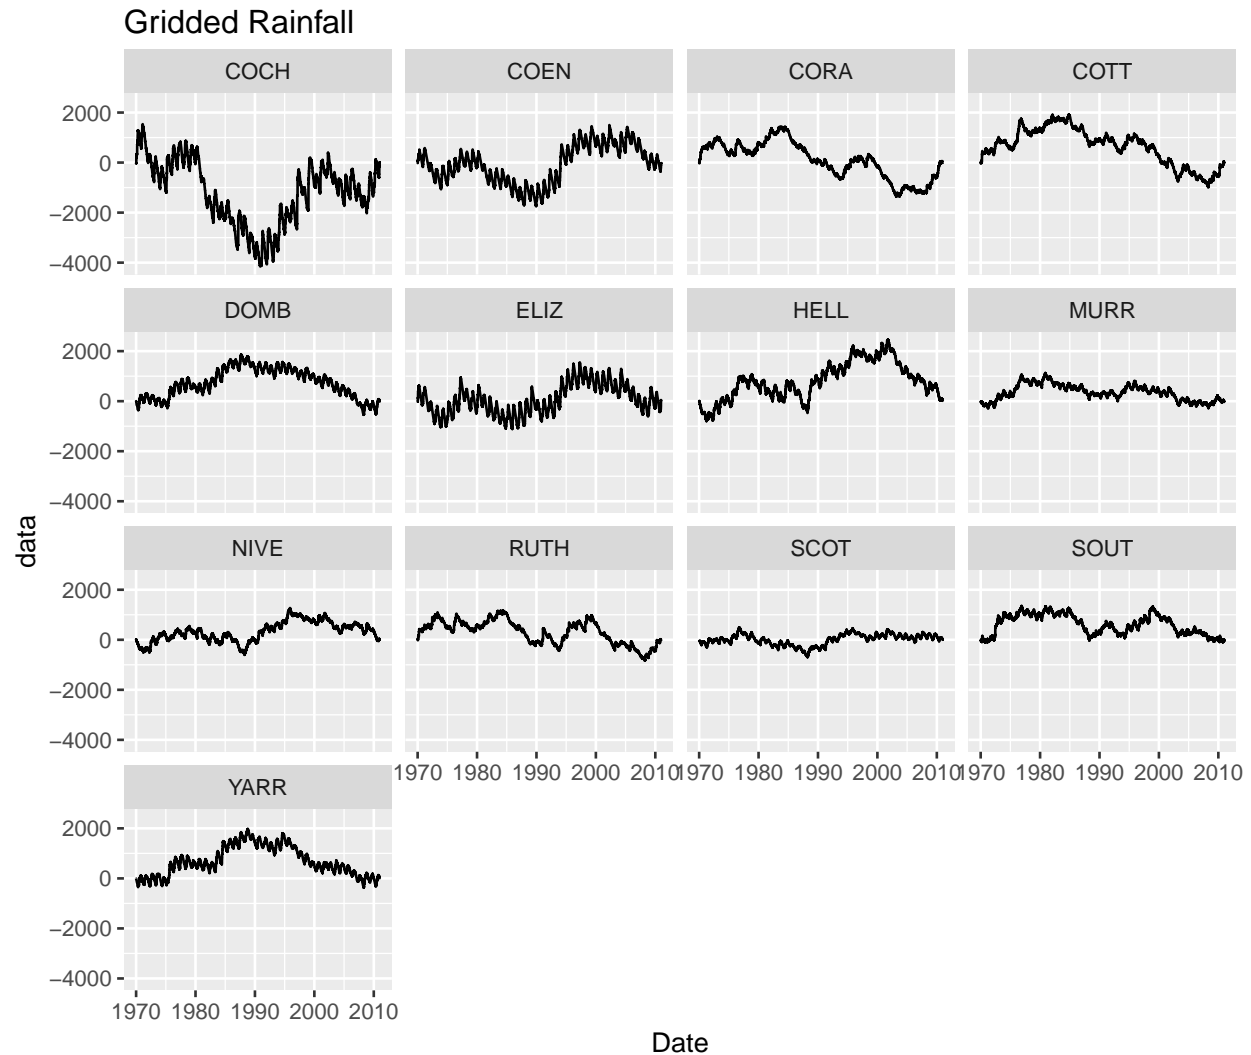 Gridded Rainfall
COCH COEN CORA COTT
2000
0
−2000
−4000
DOMB ELIZ HELL MURR
2000
0
−2000
−4000
NIVE RUTH SCOT SOUT
2000
0
−2000
−4000
1970 1980 1990 2000 2010 1970 1980 1990 2000 2010 1970 1980 1990 2000 2010
YARR
2000
0
−2000
−4000
1970 1980 1990 2000 2010
Date
data